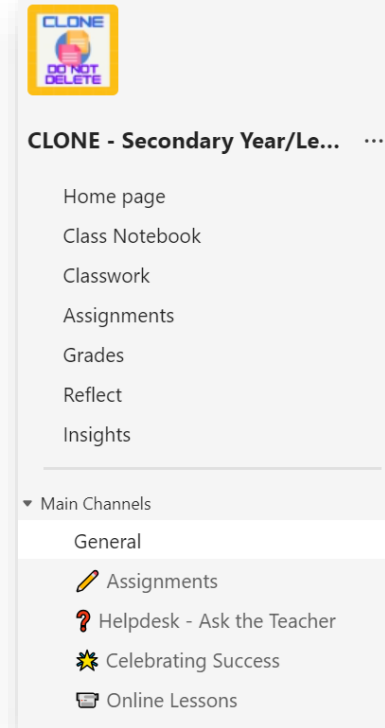 CLONE
DO NOT
DELETE
CLONE - Secondary Year/Le... ...
Home page
Class Notebook
Classwork
Assignments
Grades
Reflect
Insights
Main Channels
General
Assignments
Helpdesk - Ask the Teacher
Celebrating Success
Online Lessons